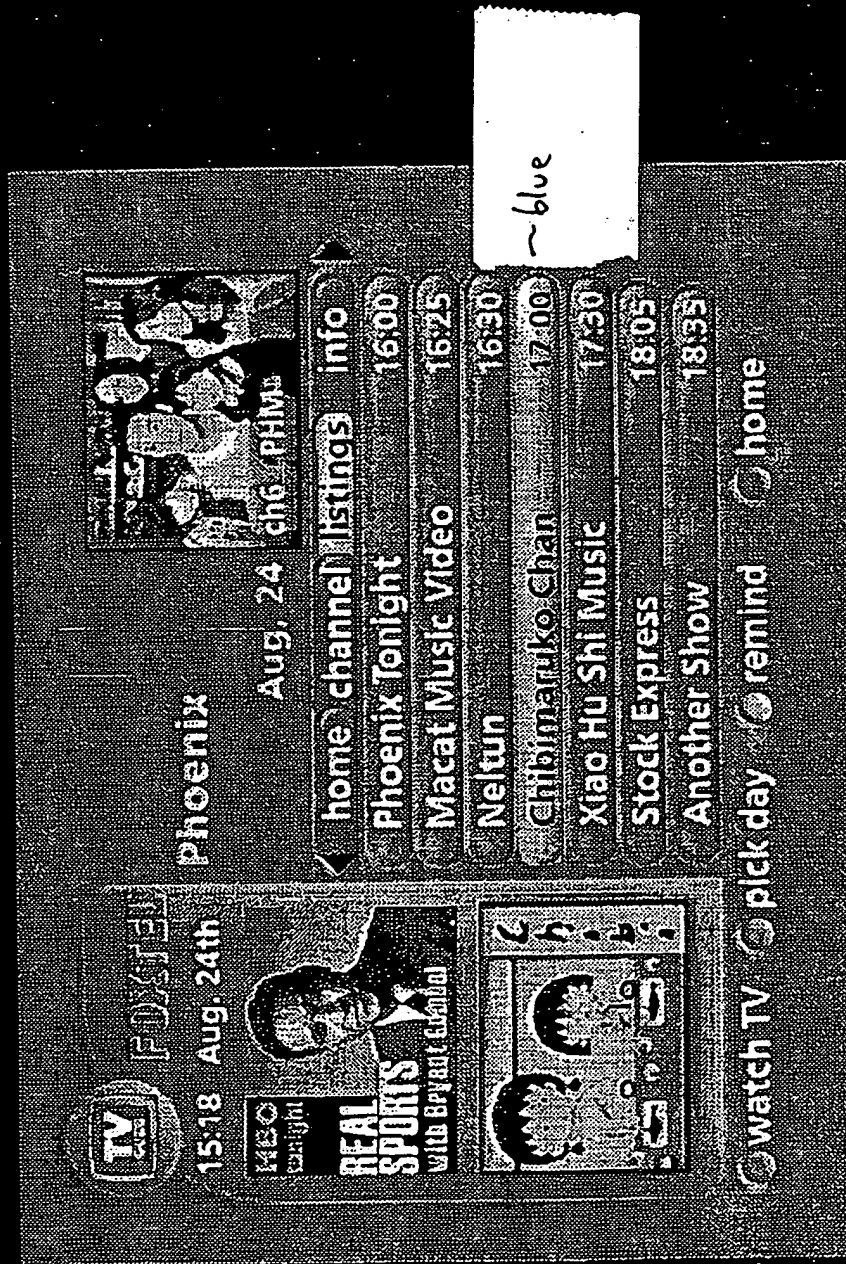 TV
GUIDE
FOXTEL
15:18 Aug. 24th
Phoenix
Aug, 24
ch6 PHMu
HBO
tonight
REAL
SPORTS
with Bryant Gumbel
home channel listings info
Phoenix Tonight 16:00
Macat Music Video 16:25
Neltun 16:30
Chibimaruko Chan 17:00
Xiao Hu Shi Music 17:30
Stock Express 18:05
Another Show 18:35
watch TV pick day remind home
~blue